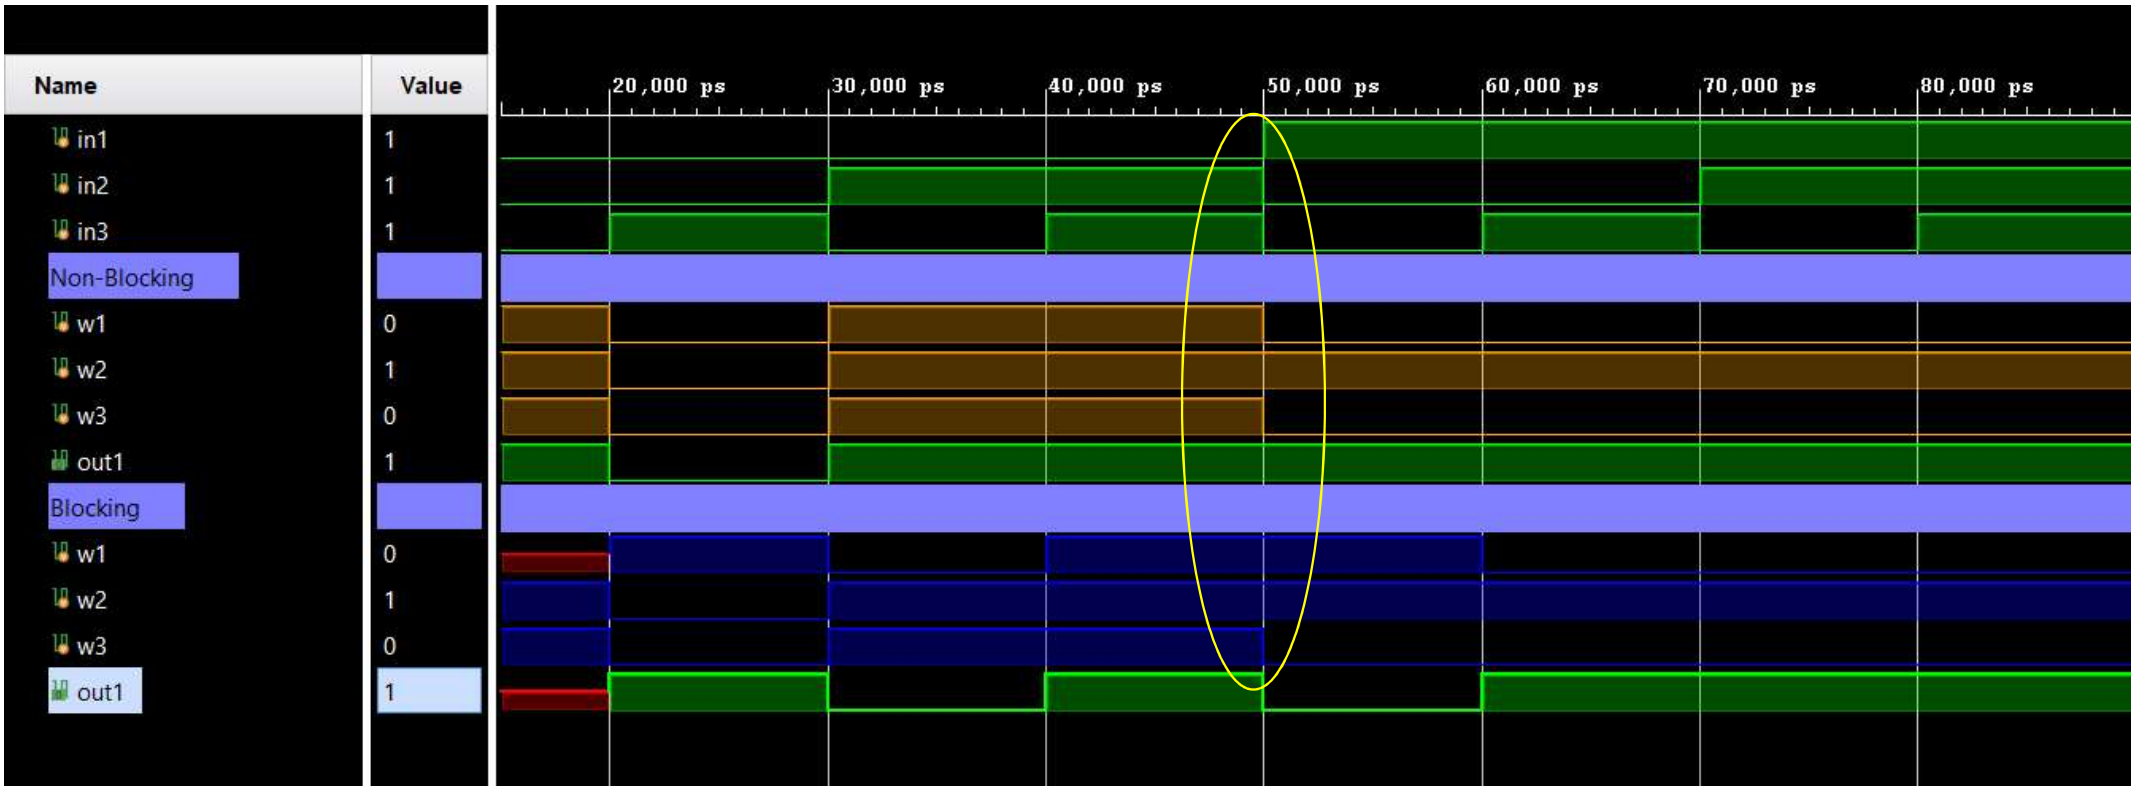 Name Value 20,000 ps 30,000 ps 40,000 ps 50,000 ps 60,000 ps 70,000 ps 80,000 ps
in1 1
in2 1
in3 1
Non-Blocking
w1 0
w2 1
w3 0
out1 1
Blocking
w1 0
w2 1
w3 0
out1 1